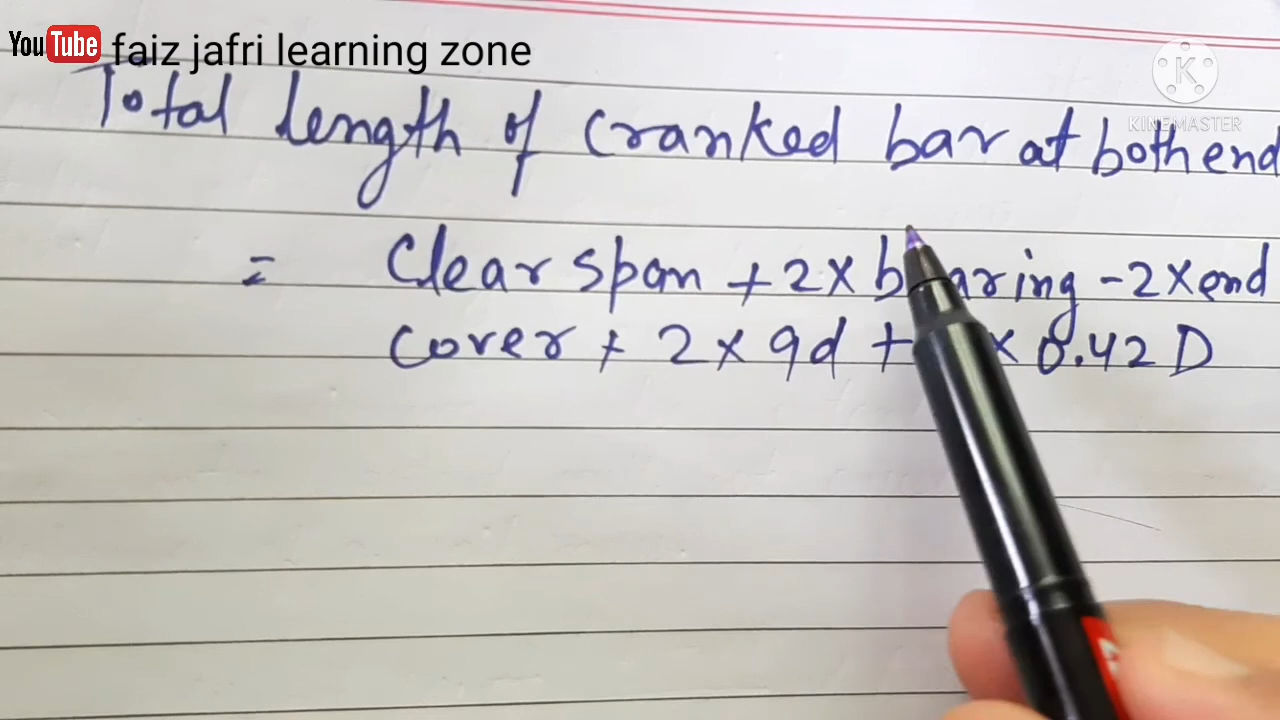 YouTube faiz jafri learning zone
K
KINEMASTER
Total length of cranked bar at both end
= Clear span + 2 x bearing - 2 x end
cover + 2 x 9d + x 0.42 D